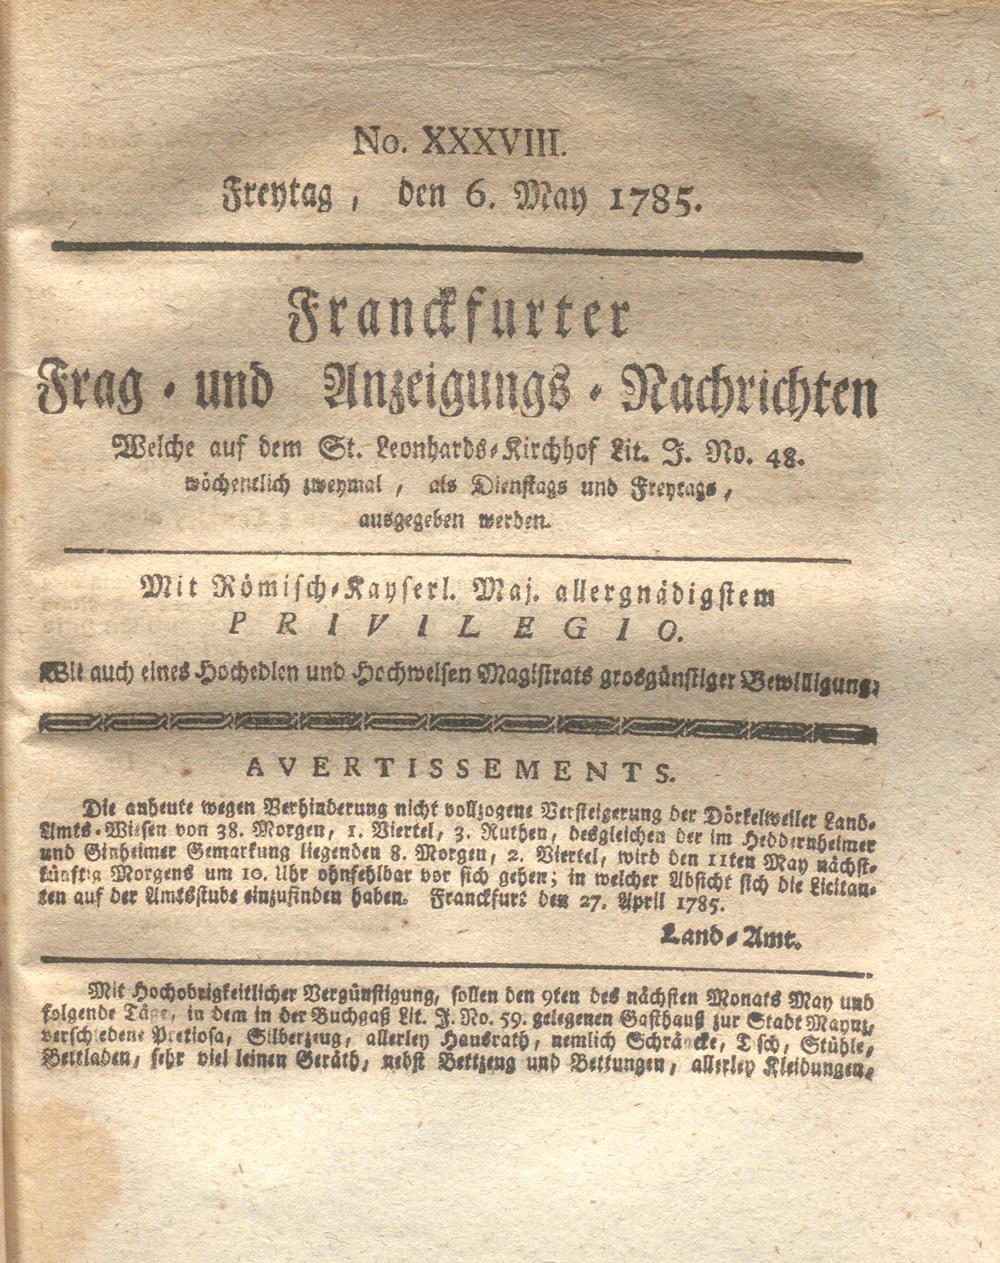 No. XXXVIII.
Freytag, den 6. May 1785.
Franckfurter
Frag- und Anzeigungs-Nachrichten
Welche auf dem St. Leonhards-Kirchhof Lit. J. No. 48.
wöchentlich zweymal, als Dienstags und Freytags,
ausgegeben werden.
Mit Römisch-Kayserl. Maj. allergnädigstem
PRIVILEGIO.
Wie auch eines Hochedlen und Hochweisen Magistrats grosgünstiger Bewilligung.
AVERTISSEMENTS.
Die anheute wegen Verhinderung nicht vollzogene Versteigerung der Dörkelweiler Land-
Amts-Wiesen von 38. Morgen, 1. Viertel, 3. Ruthen, desgleichen der im Heddernheimer
und Ginheimer Gemarkung liegenden 8. Morgen, 2. Viertel, wird den 11ten May nächst-
künftig Morgens um 10. Uhr ohnfehlbar vor sich gehen; in welcher Absicht sich die Licitan-
ten auf der Amtsstube einzufinden haben. Franckfurt den 27. April 1785.
Land-Amt.
Mit Hochobrigkeitlicher Vergünstigung, sollen den 9ten des nächsten Monats May und
folgende Täge, in dem in der Buchgaß Lit. J. No. 59. gelegenen Gasthauß zur Stadt Maynz,
verschiedene Pretiosa, Silberzeug, allerley Hausrath, nemlich Schräncke, Tisch, Stühle,
Bettladen, sehr viel leinen Geräth, nebst Bettzeug und Bettungen, allerley Kleidungen,